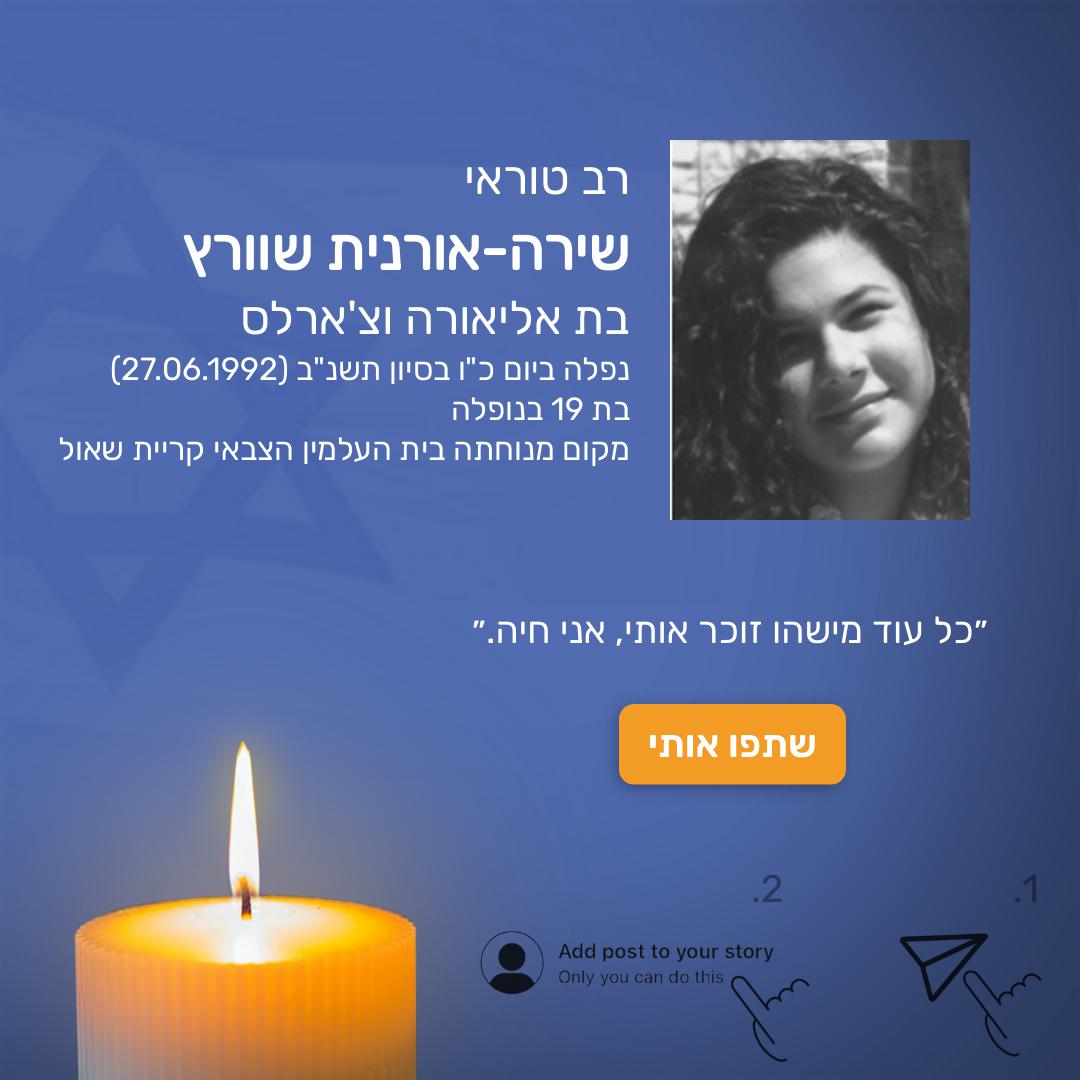 רב טוראי
שירה-אורנית שוורץ
בת אליאורה וצ'ארלס
נפלה ביום כ"ו בסיון תשנ"ב (27.06.1992)
בת 19 בנופלה
מקום מנוחתה בית העלמין הצבאי קריית שאול
״כל עוד מישהו זוכר אותי, אני חיה.״
שתפו אותי
1.
2.
Add post to your story
Only you can do this